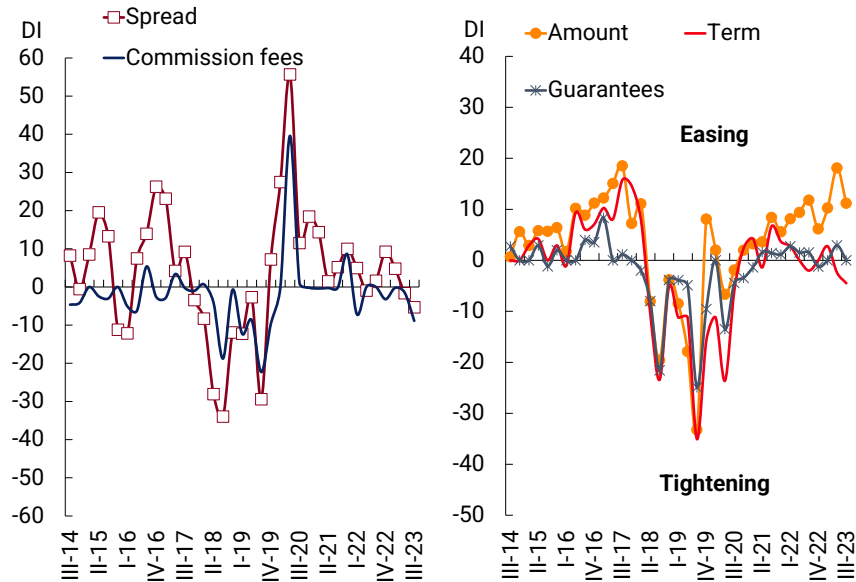 DI
Spread
Commission fees
60
50
40
30
20
10
0
-10
-20
-30
-40
-50
-60
III-14
II-15
I-16
IV-16
III-17
II-18
I-19
IV-19
III-20
II-21
I-22
IV-22
III-23
DI
Amount
Term
Guarantees
Easing
Tightening
40
30
20
10
0
-10
-20
-30
-40
-50
III-14
II-15
I-16
IV-16
III-17
II-18
I-19
IV-19
III-20
II-21
I-22
IV-22
III-23